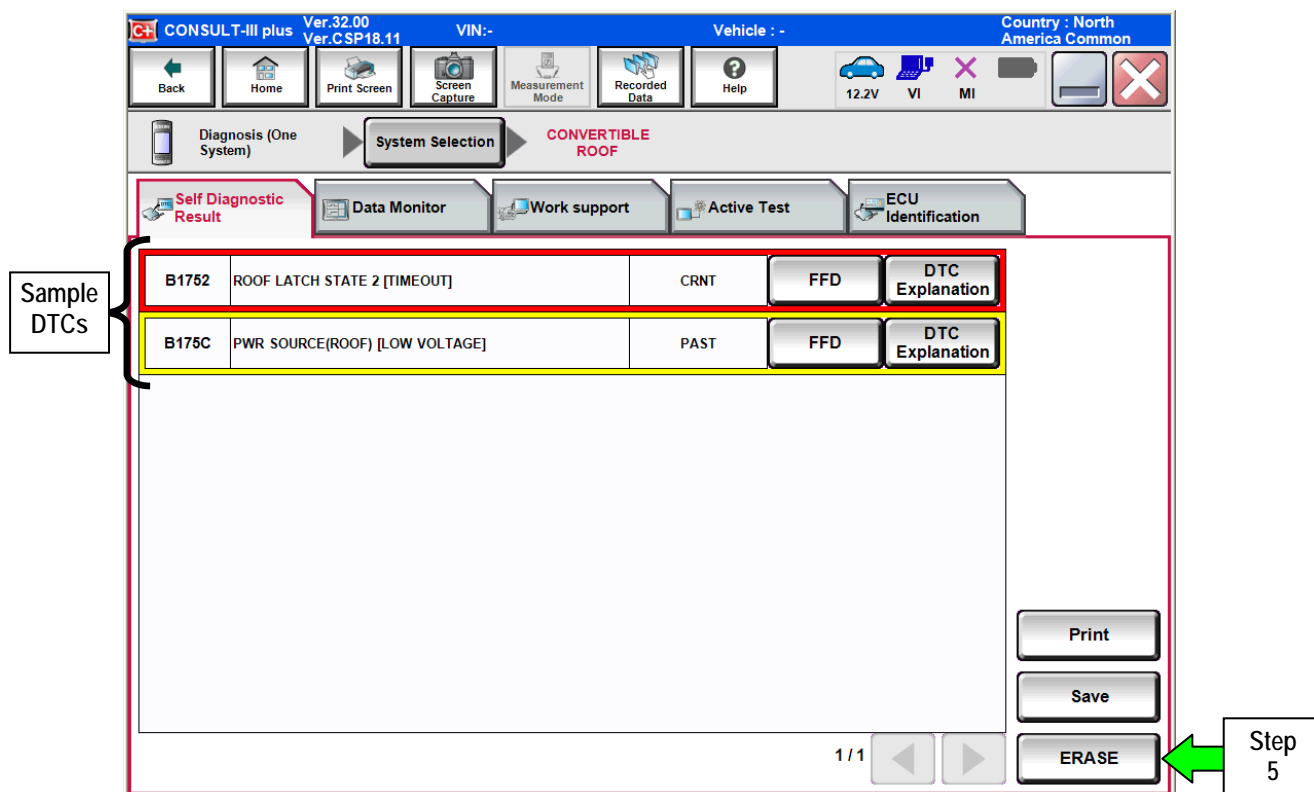 C+ CONSULT-III plus Ver.32.00 VIN:- Vehicle : - Country : North
Ver.CSP18.11 America Common
Back Home Print Screen Screen Capture Measurement Mode Recorded Data Help 12.2V VI MI
Diagnosis (One System) System Selection CONVERTIBLE ROOF
Self Diagnostic Result Data Monitor Work support Active Test ECU Identification
Sample DTCs
B1752 ROOF LATCH STATE 2 [TIMEOUT] CRNT FFD DTC Explanation
B175C PWR SOURCE(ROOF) [LOW VOLTAGE] PAST FFD DTC Explanation
Print
Save
1/1 ERASE
Step 5